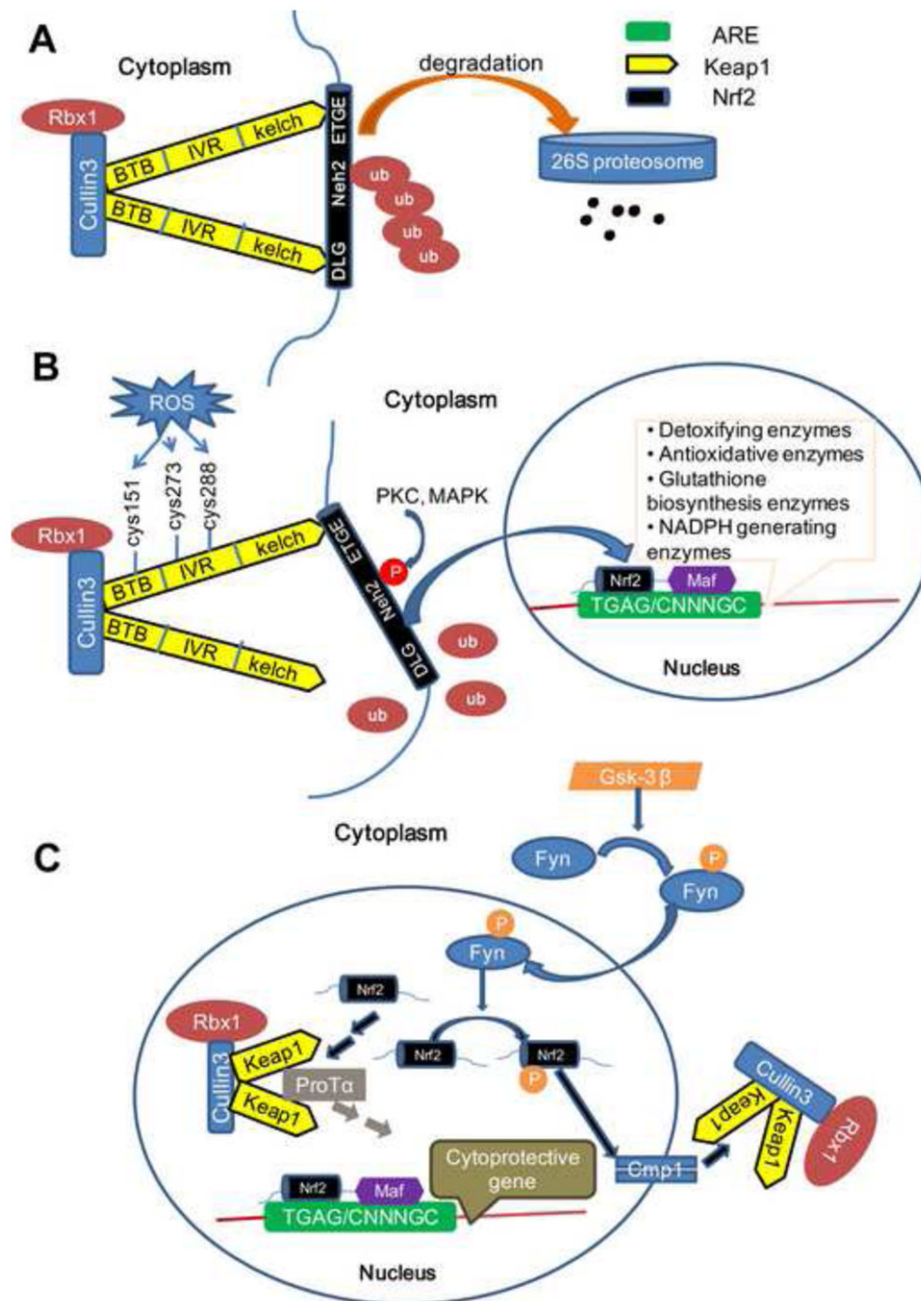 A
Cytoplasm
degradation
ARE
Keap1
Nrf2
Rbx1
Cullin3
BTB
IVR
kelch
BTB
IVR
kelch
ETGE
Neh2
DLG
ub
ub
ub
ub
26S proteosome
B
ROS
Cytoplasm
cys151
cys273
cys288
Rbx1
Cullin3
BTB
IVR
kelch
BTB
IVR
kelch
ETGE
Neh2
DLG
PKC, MAPK
P
ub
ub
ub
• Detoxifying enzymes
• Antioxidative enzymes
• Glutathione
biosynthesis enzymes
• NADPH generating
enzymes
Nrf2
Maf
TGAG/CNNNGC
Nucleus
C
Cytoplasm
Gsk-3β
Fyn
P
Fyn
P
Fyn
Nrf2
Rbx1
Cullin3
Keap1
Keap1
ProTα
Nrf2
Nrf2
P
Cmp1
Cullin3
Keap1
Keap1
Rbx1
Cytoprotective
gene
Nrf2
Maf
TGAG/CNNNGC
Nucleus